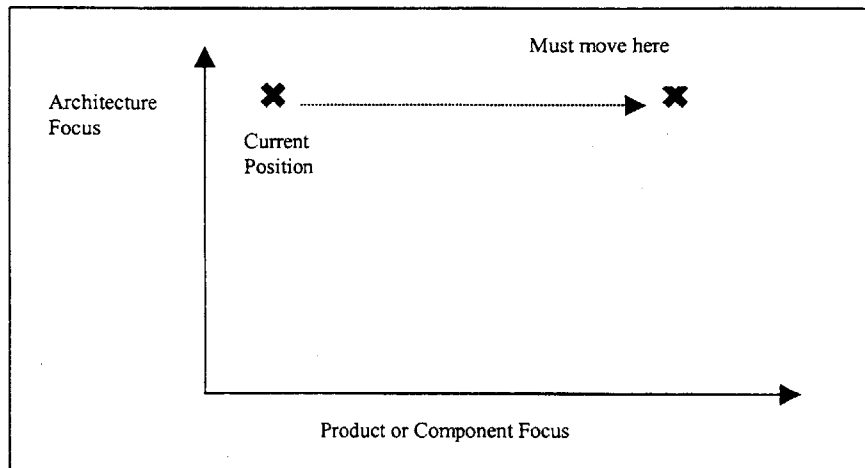 Must move here
Architecture
Focus
Current
Position
Product or Component Focus